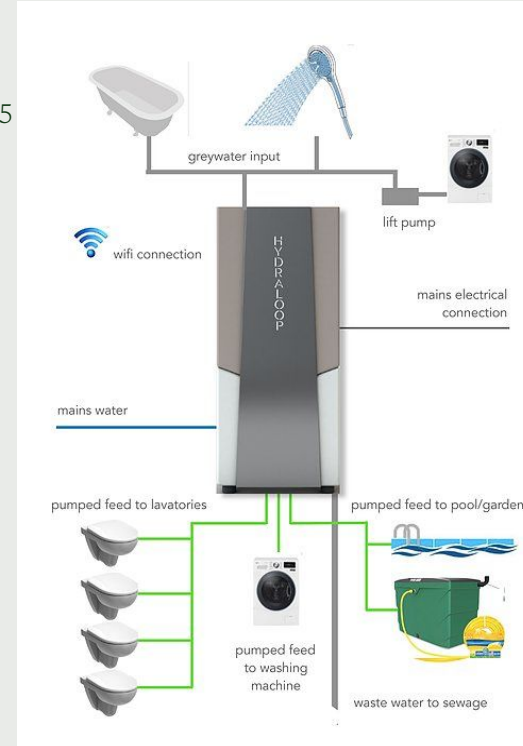 5
greywater input
lift pump
wifi connection
HYDRALOOP
mains electrical
connection
mains water
pumped feed to lavatories
pumped feed to pool/garden
pumped feed
to washing
machine
waste water to sewage